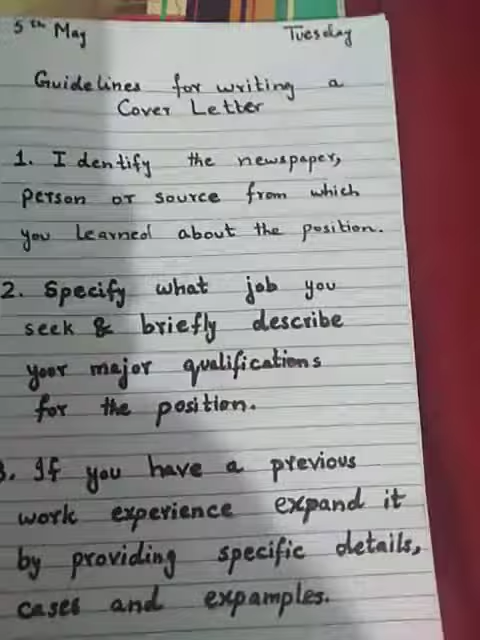 5th May Tuesday
Guidelines for writing a
Cover Letter
1. Identify the newspaper,
person or source from which
you learned about the position.
2. Specify what job you
seek & briefly describe
your major qualifications
for the position.
3. If you have a previous
work experience expand it
by providing specific details,
cases and expamples.